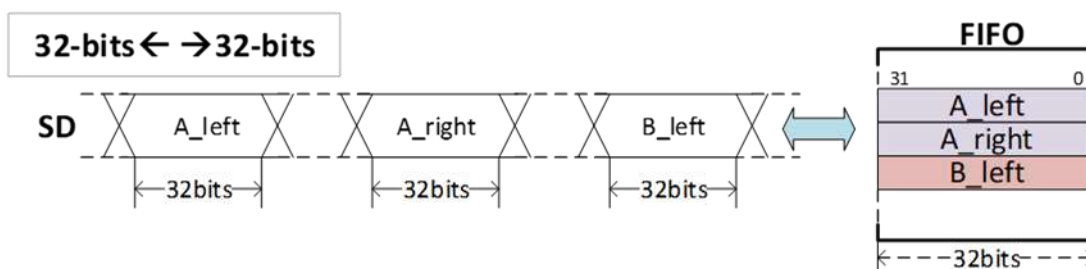 32-bits← →32-bits
FIFO
31 0
SD A_left A_right B_left
A_left
A_right
B_left
32bits 32bits 32bits
32bits